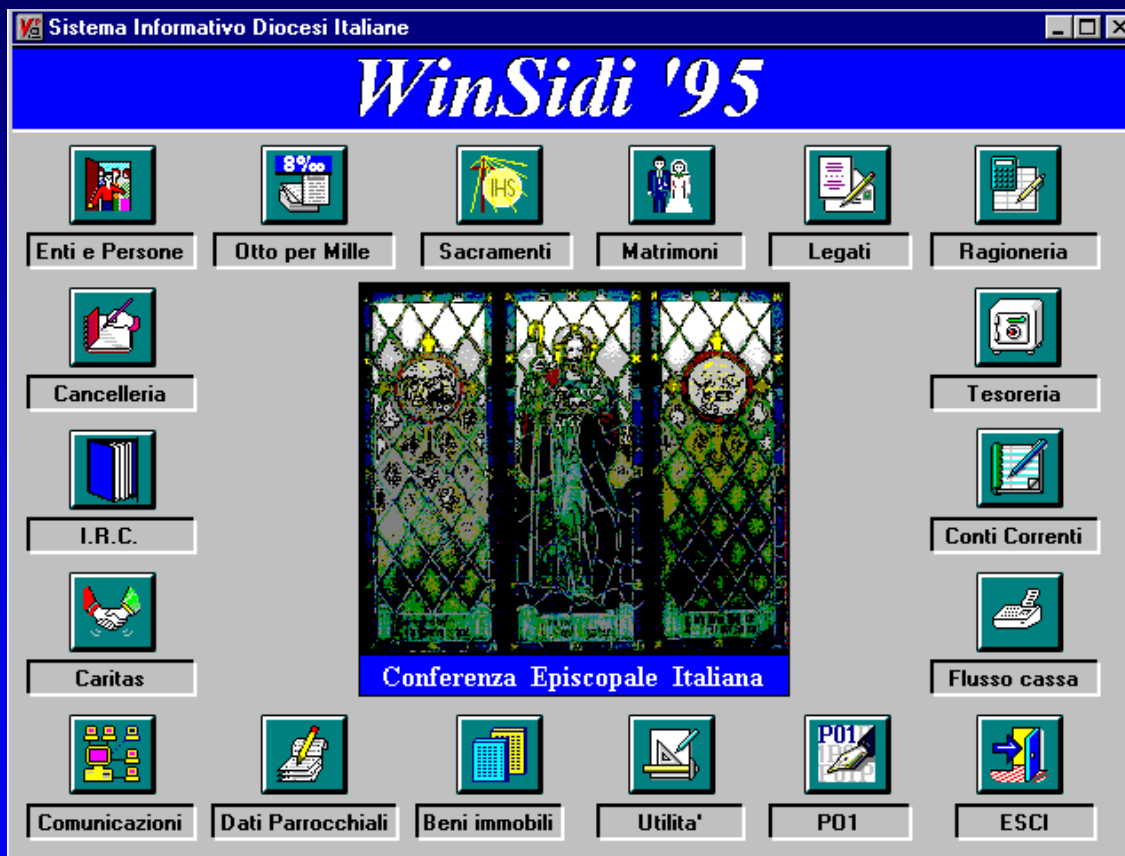 Sistema Informativo Diocesi Italiane
WinSidi '95
8‰
IHS
Enti e Persone
Otto per Mille
Sacramenti
Matrimoni
Legati
Ragioneria
Cancelleria
Tesoreria
I.R.C.
Conti Correnti
Caritas
Conferenza Episcopale Italiana
Flusso cassa
P01
Comunicazioni
Dati Parrocchiali
Beni immobili
Utilita'
P01
ESCI